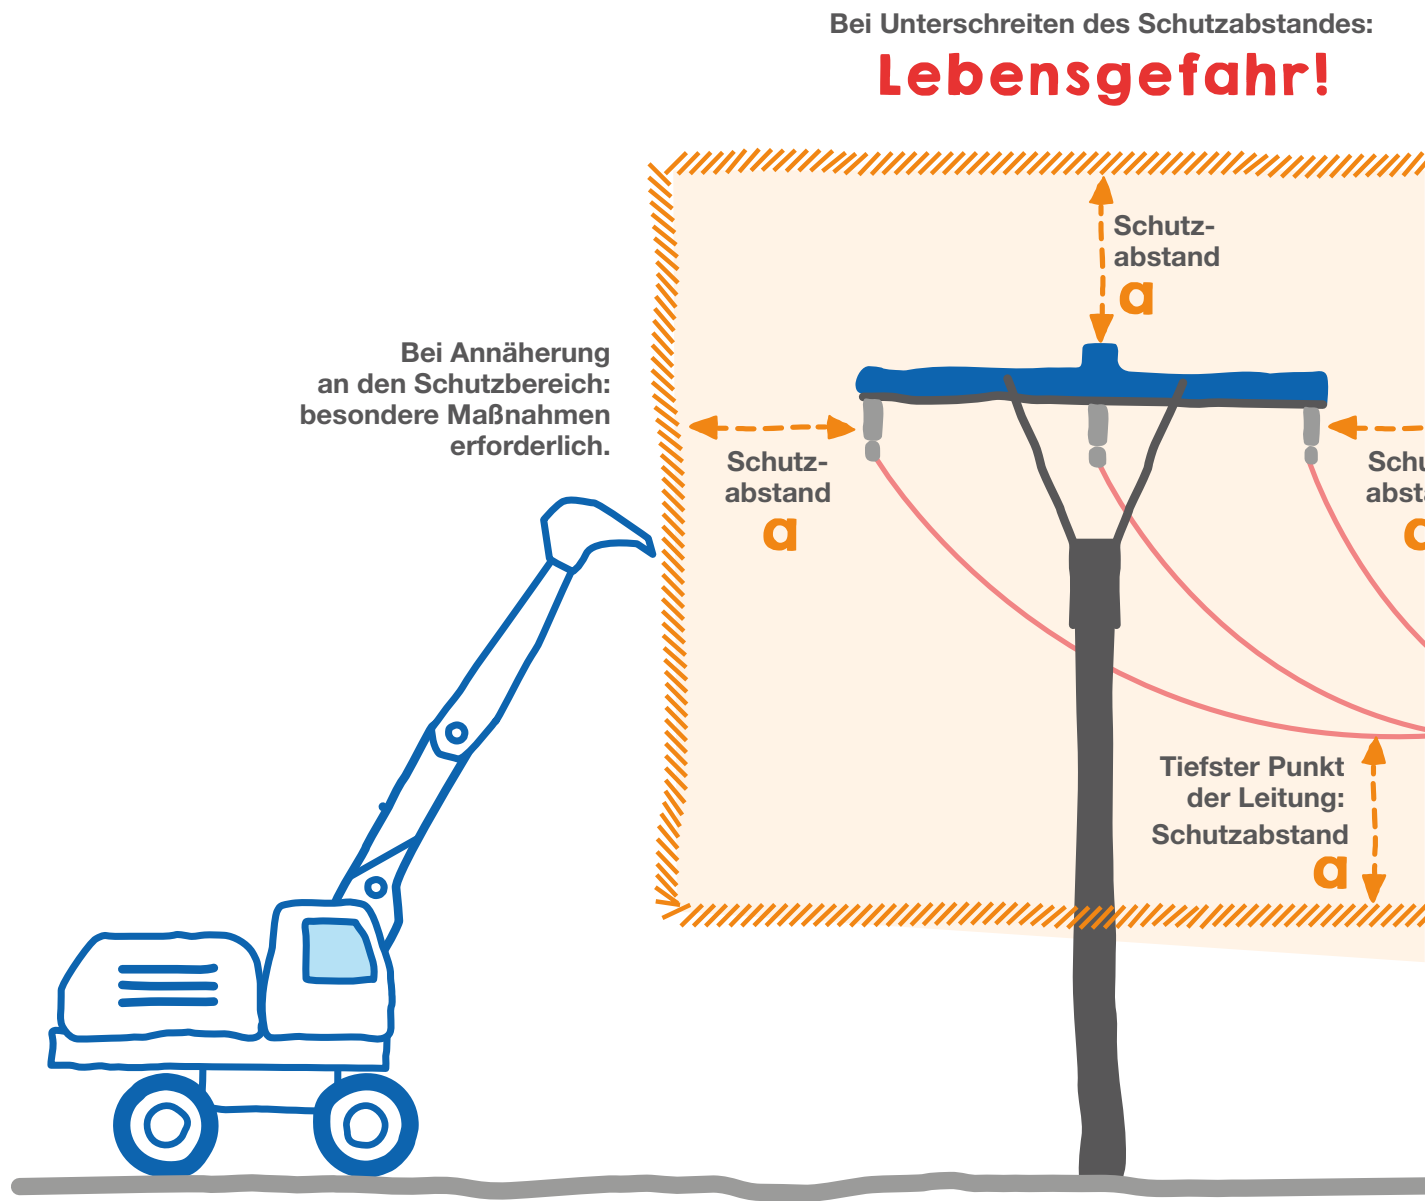 Bei Unterschreiten des Schutzabstandes:
Lebensgefahr!
Schutz-
abstand
a
Bei Annäherung
an den Schutzbereich:
besondere Maßnahmen
erforderlich.
Schutz-
abstand
a
Tiefster Punkt
der Leitung:
Schutzabstand
a